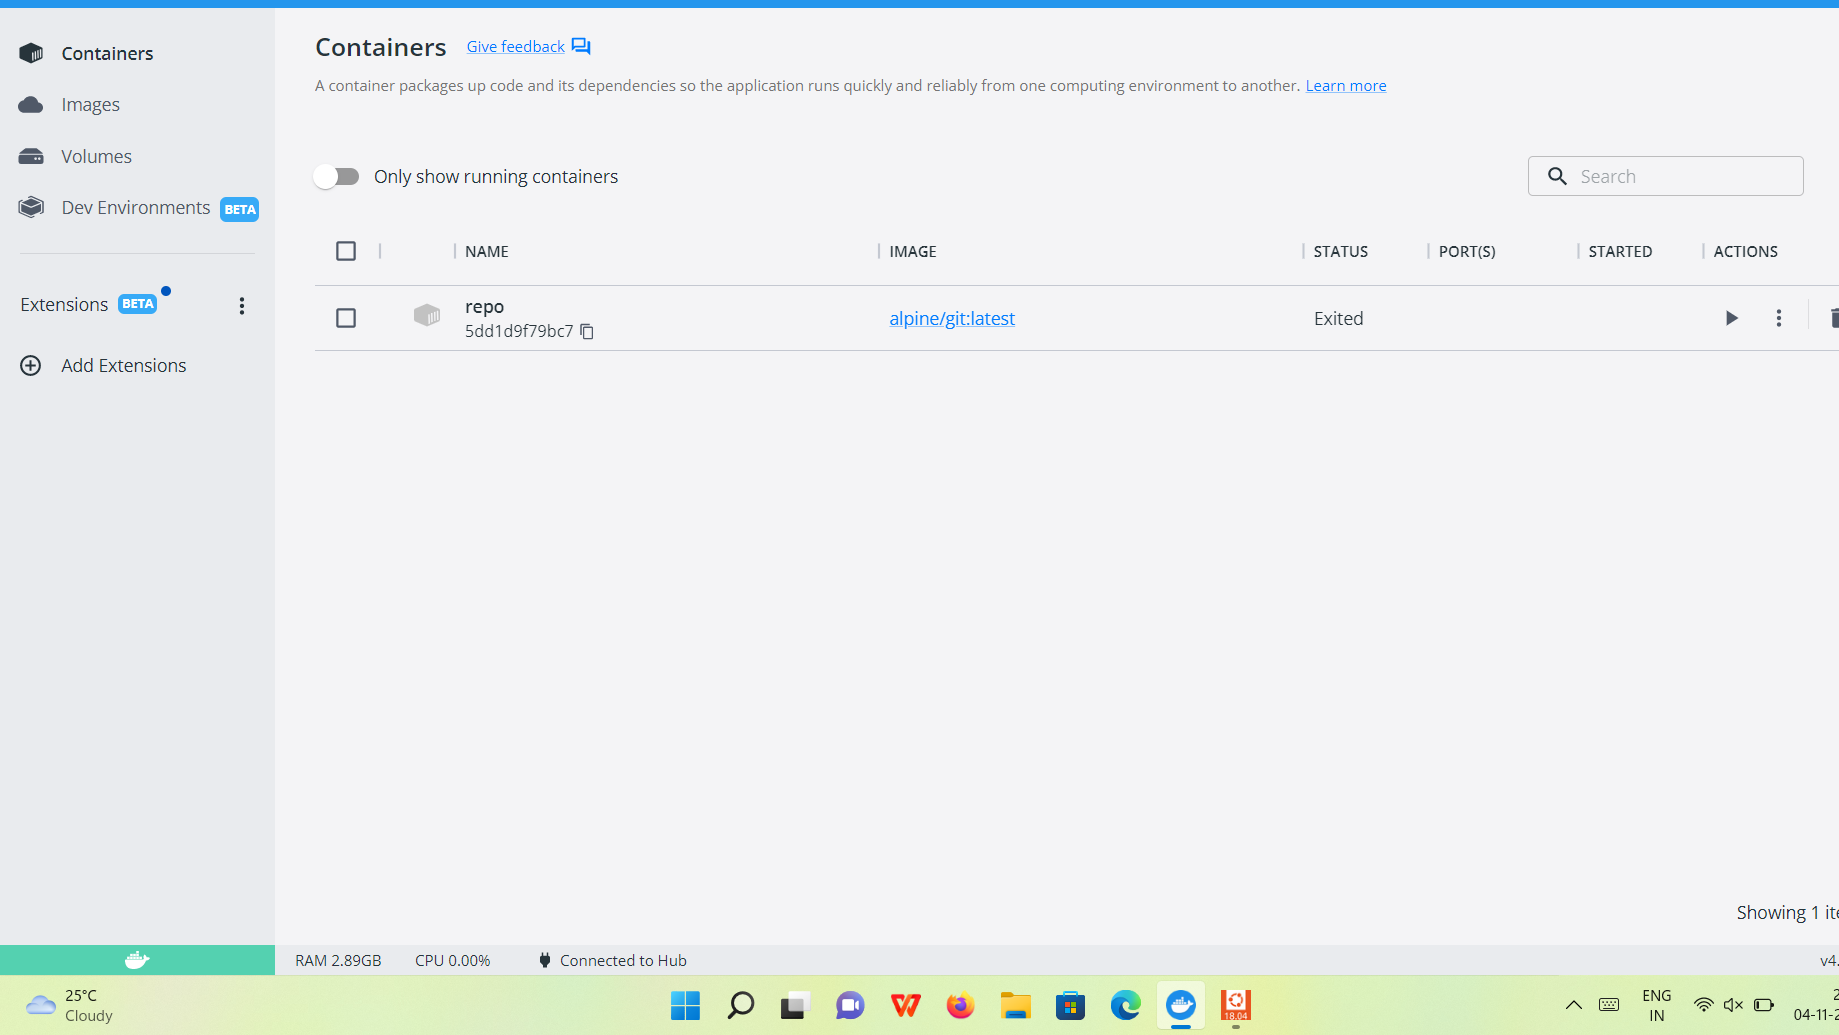 Containers
Images
Volumes
Dev Environments BETA
Extensions BETA
Add Extensions
Containers Give feedback
A container packages up code and its dependencies so the application runs quickly and reliably from one computing environment to another. Learn more
Only show running containers
Search
NAME IMAGE STATUS PORT(S) STARTED ACTIONS
repo
5dd1d9f79bc7
alpine/git:latest Exited
Showing 1 ite
RAM 2.89GB CPU 0.00% Connected to Hub v4.
25°C
Cloudy
18.04
ENG
IN
2
04-11-2